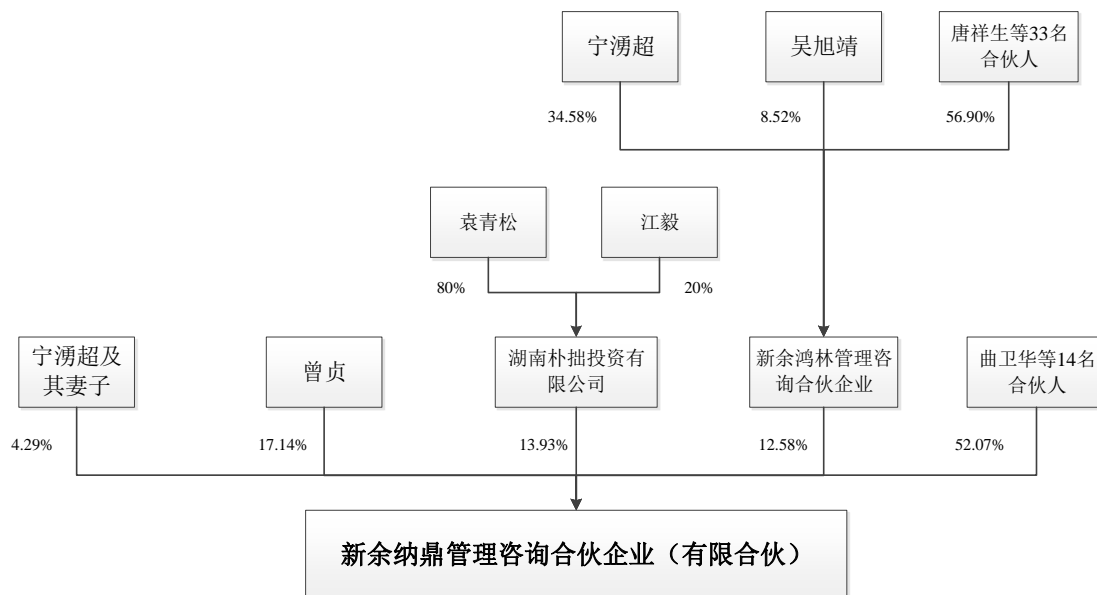 宁湧超
吴旭靖
唐祥生等33名
合伙人
34.58%
8.52%
56.90%
袁青松
江毅
80%
20%
宁湧超及
其妻子
曾贞
湖南朴拙投资有
限公司
新余鸿林管理咨
询合伙企业
曲卫华等14名
合伙人
4.29%
17.14%
13.93%
12.58%
52.07%
新余纳鼎管理咨询合伙企业（有限合伙）